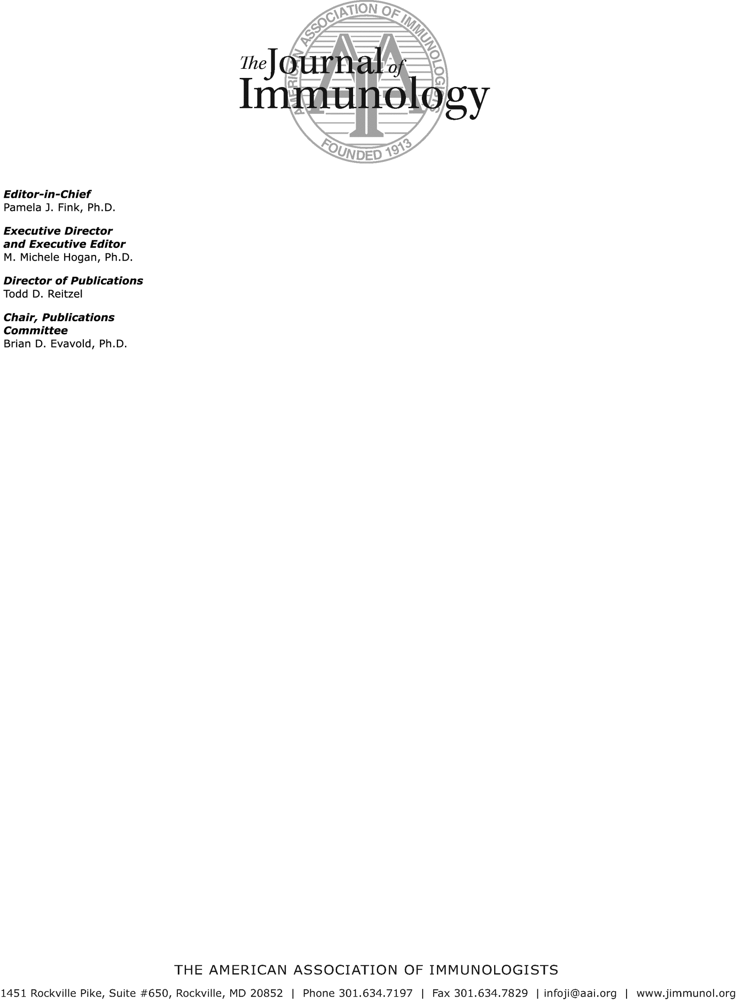 AMERICAN ASSOCIATION OF IMMUNOLOGISTS
The Journal of
Immunology
FOUNDED 1913
Editor-in-Chief
Pamela J. Fink, Ph.D.
Executive Director
and Executive Editor
M. Michele Hogan, Ph.D.
Director of Publications
Todd D. Reitzel
Chair, Publications
Committee
Brian D. Evavold, Ph.D.
THE AMERICAN ASSOCIATION OF IMMUNOLOGISTS
1451 Rockville Pike, Suite #650, Rockville, MD 20852 | Phone 301.634.7197 | Fax 301.634.7829 | infoji@aai.org | www.jimmunol.org